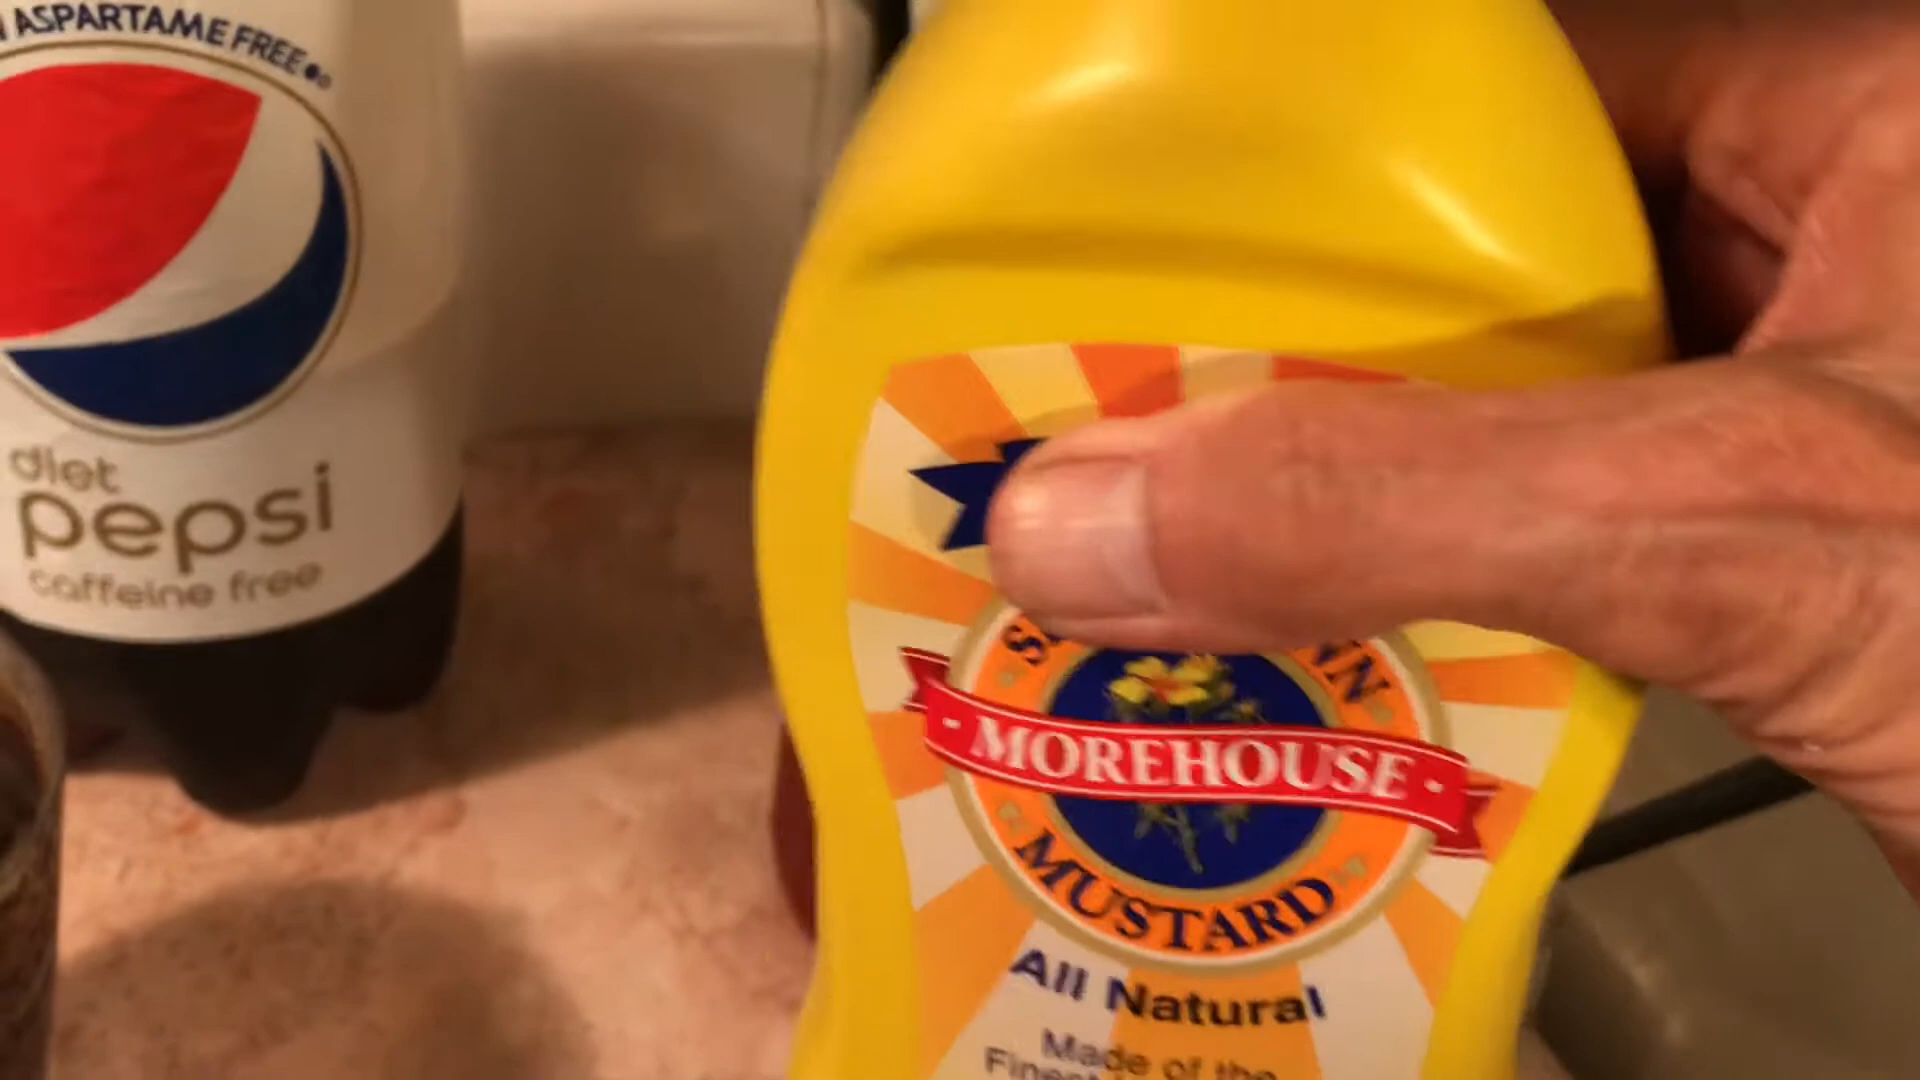 ASPARTAME FREE
diet
pepsi
caffeine free
MOREHOUSE
MUSTARD
All Natural
Made of the